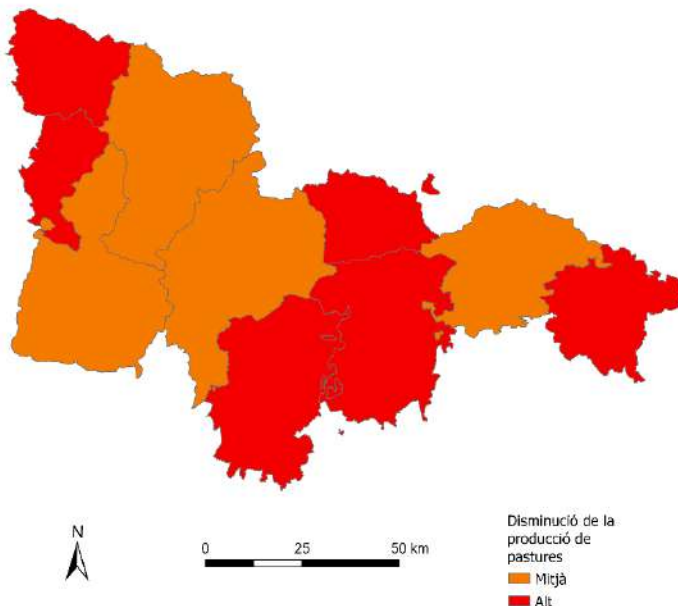 N
0 25 50 km
Disminució de la
producció de
pastures
Mitjà
Alt